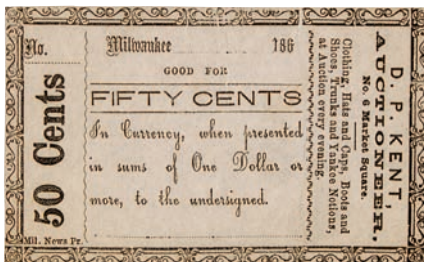 No.
50 Cents
Mil. News Pr.
Milwaukee 186
GOOD FOR
FIFTY CENTS
In Currency, when presented
in sums of One Dollar or
more, to the undersigned.
D. P. KENT,
AUCTIONEER,
No. 6 Market Square.
Clothing, Hats and Caps, Boots and
Shoes, Trunks and Yankee Notions,
at Auction every evening.